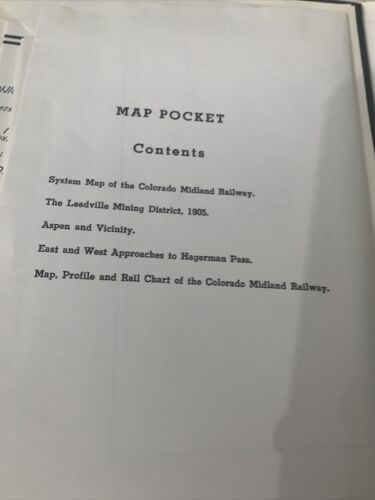 MAP POCKET
Contents
System Map of the Colorado Midland Railway.
The Leadville Mining District, 1905.
Aspen and Vicinity.
East and West Approaches to Hagerman Pass.
Map, Profile and Rail Chart of the Colorado Midland Railway.